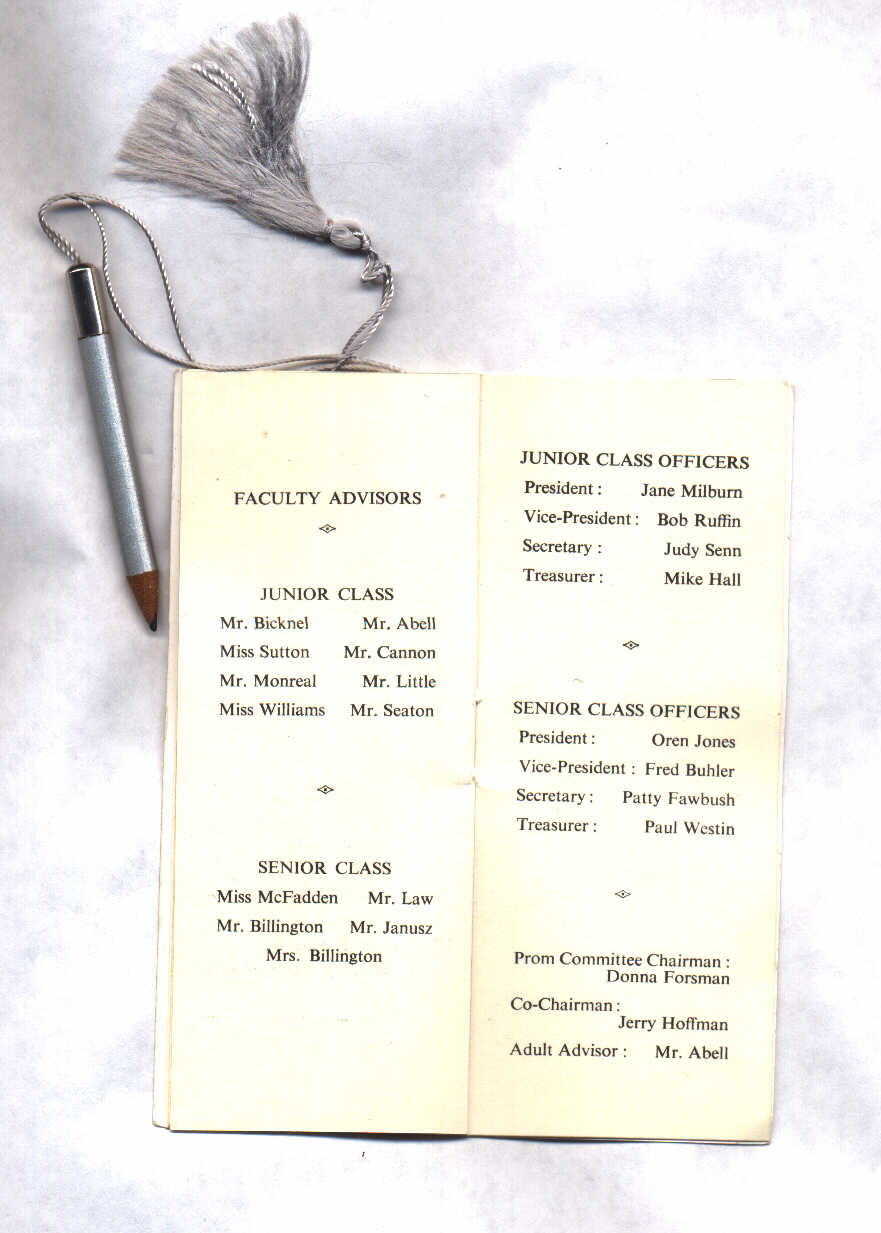 FACULTY ADVISORS
JUNIOR CLASS
Mr. Bicknel Mr. Abell
Miss Sutton Mr. Cannon
Mr. Monreal Mr. Little
Miss Williams Mr. Seaton
SENIOR CLASS
Miss McFadden Mr. Law
Mr. Billington Mr. Janusz
Mrs. Billington
JUNIOR CLASS OFFICERS
President : Jane Milburn
Vice-President : Bob Ruffin
Secretary : Judy Senn
Treasurer : Mike Hall
SENIOR CLASS OFFICERS
President : Oren Jones
Vice-President : Fred Buhler
Secretary : Patty Fawbush
Treasurer : Paul Westin
Prom Committee Chairman :
Donna Forsman
Co-Chairman :
Jerry Hoffman
Adult Advisor : Mr. Abell